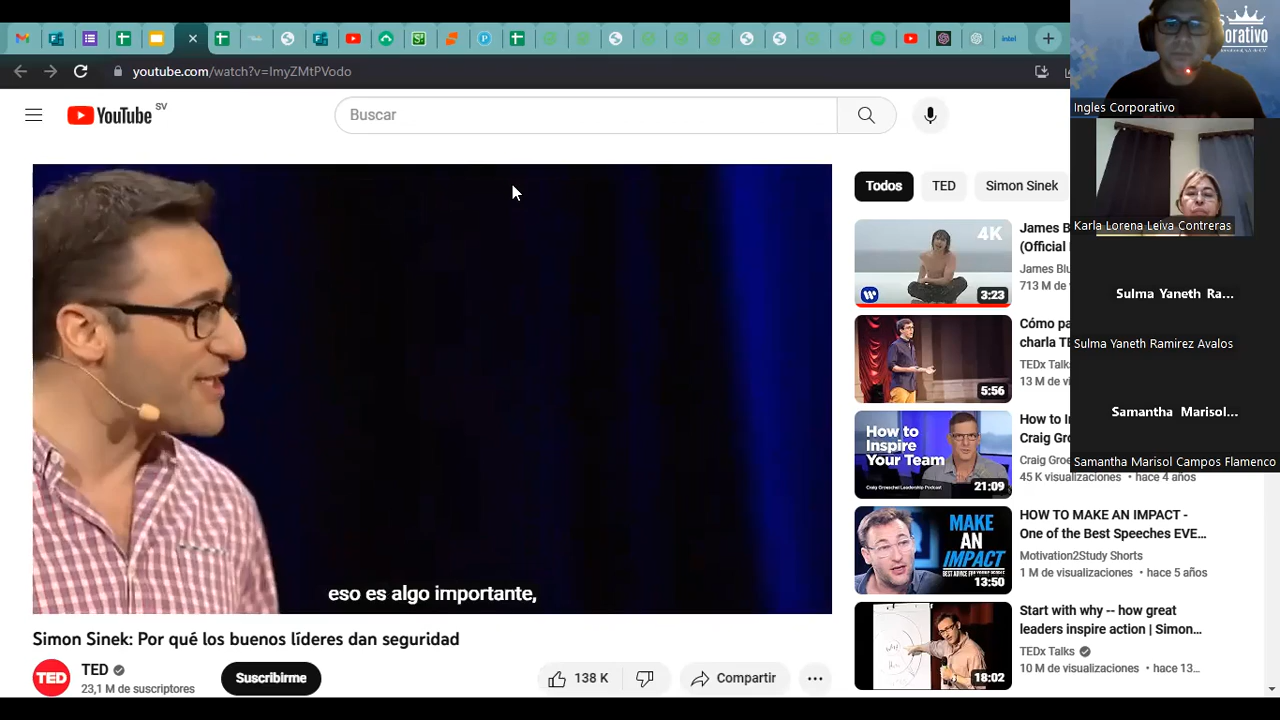 youtube.com/watch?v=lmyZMtPVodo
YouTube SV
Buscar
eso es algo importante,
Simon Sinek: Por qué los buenos líderes dan seguridad
TED
23,1 M de suscriptores
Suscribirme
138 K
Compartir
Todos
TED
Simon Sinek
4K
3:23
James B
(Official
James Blu
713 M de
5:56
Cómo pa
charla TE
TEDx Talk
13 M de vi
How to
Inspire
Your Team
Craig Groeschel Leadership Podcast
21:09
How to I
Craig Gro
Craig Groe
45 K visualizaciones • hace 4 años
MAKE
AN
IMPACT
13:50
HOW TO MAKE AN IMPACT -
One of the Best Speeches EVE...
Motivation2Study Shorts
1 M de visualizaciones • hace 5 años
18:02
Start with why -- how great
leaders inspire action | Simon...
TEDx Talks
10 M de visualizaciones • hace 13...
orativo
Ingles Corporativo
Karla Lorena Leiva Contreras
Sulma Yaneth Ra...
Sulma Yaneth Ramirez Avalos
Samantha Marisol...
Samantha Marisol Campos Flamenco
intel